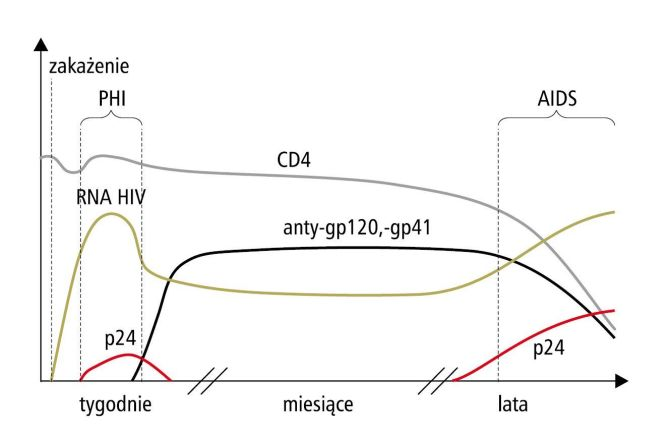 zakażenie
PHI
AIDS
CD4
RNA HIV
anty-gp120,-gp41
p24
p24
tygodnie
miesiące
lata